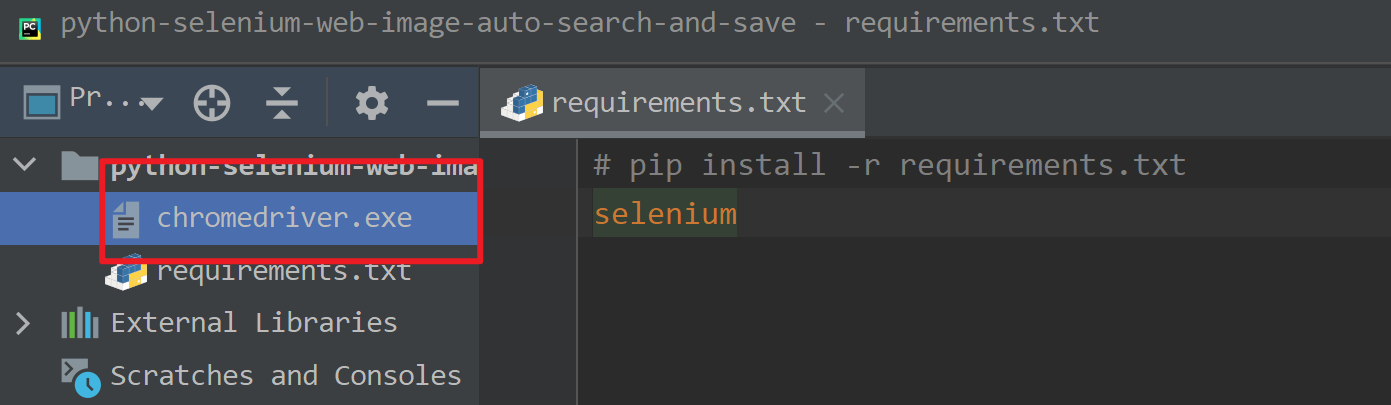 PC python-selenium-web-image-auto-search-and-save - requirements.txt
Pr...
requirements.txt
python-selenium-web-ima
chromedriver.exe
requirements.txt
External Libraries
Scratches and Consoles
# pip install -r requirements.txt
selenium